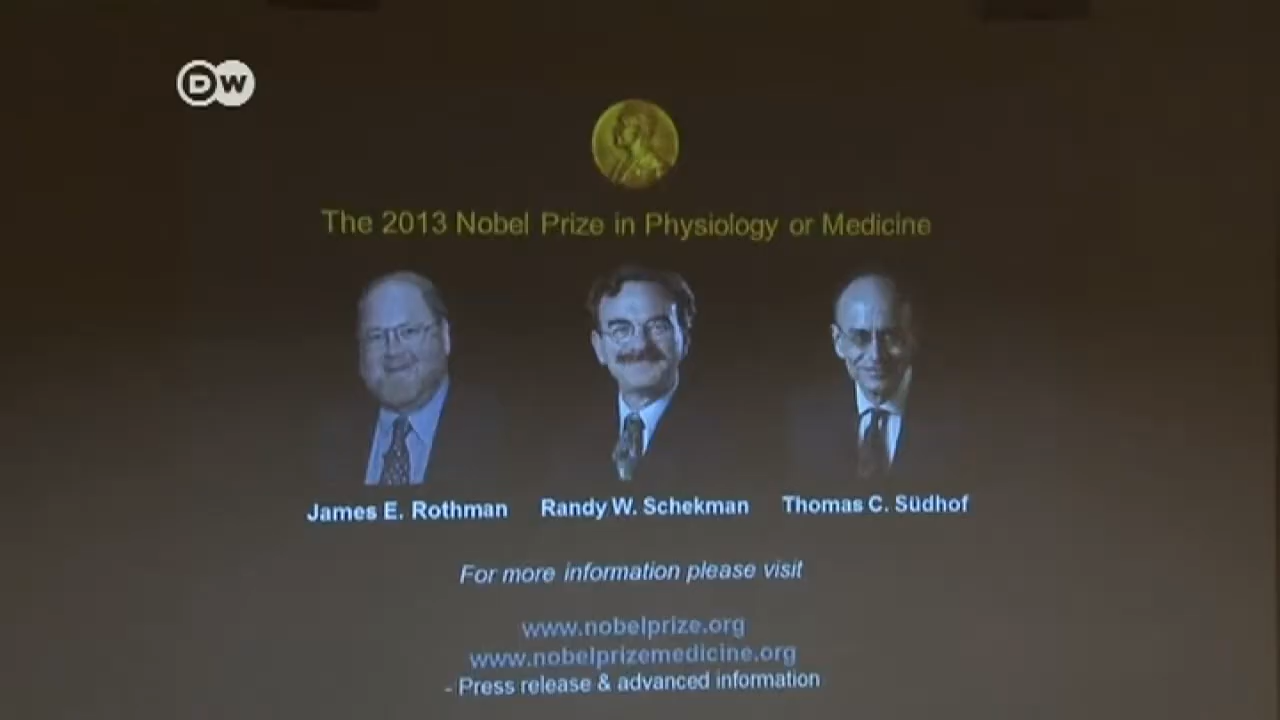 DW
The 2013 Nobel Prize in Physiology or Medicine
James E. Rothman
Randy W. Schekman
Thomas C. Südhof
For more information please visit
www.nobelprize.org
www.nobelprizemedicine.org
- Press release & advanced information